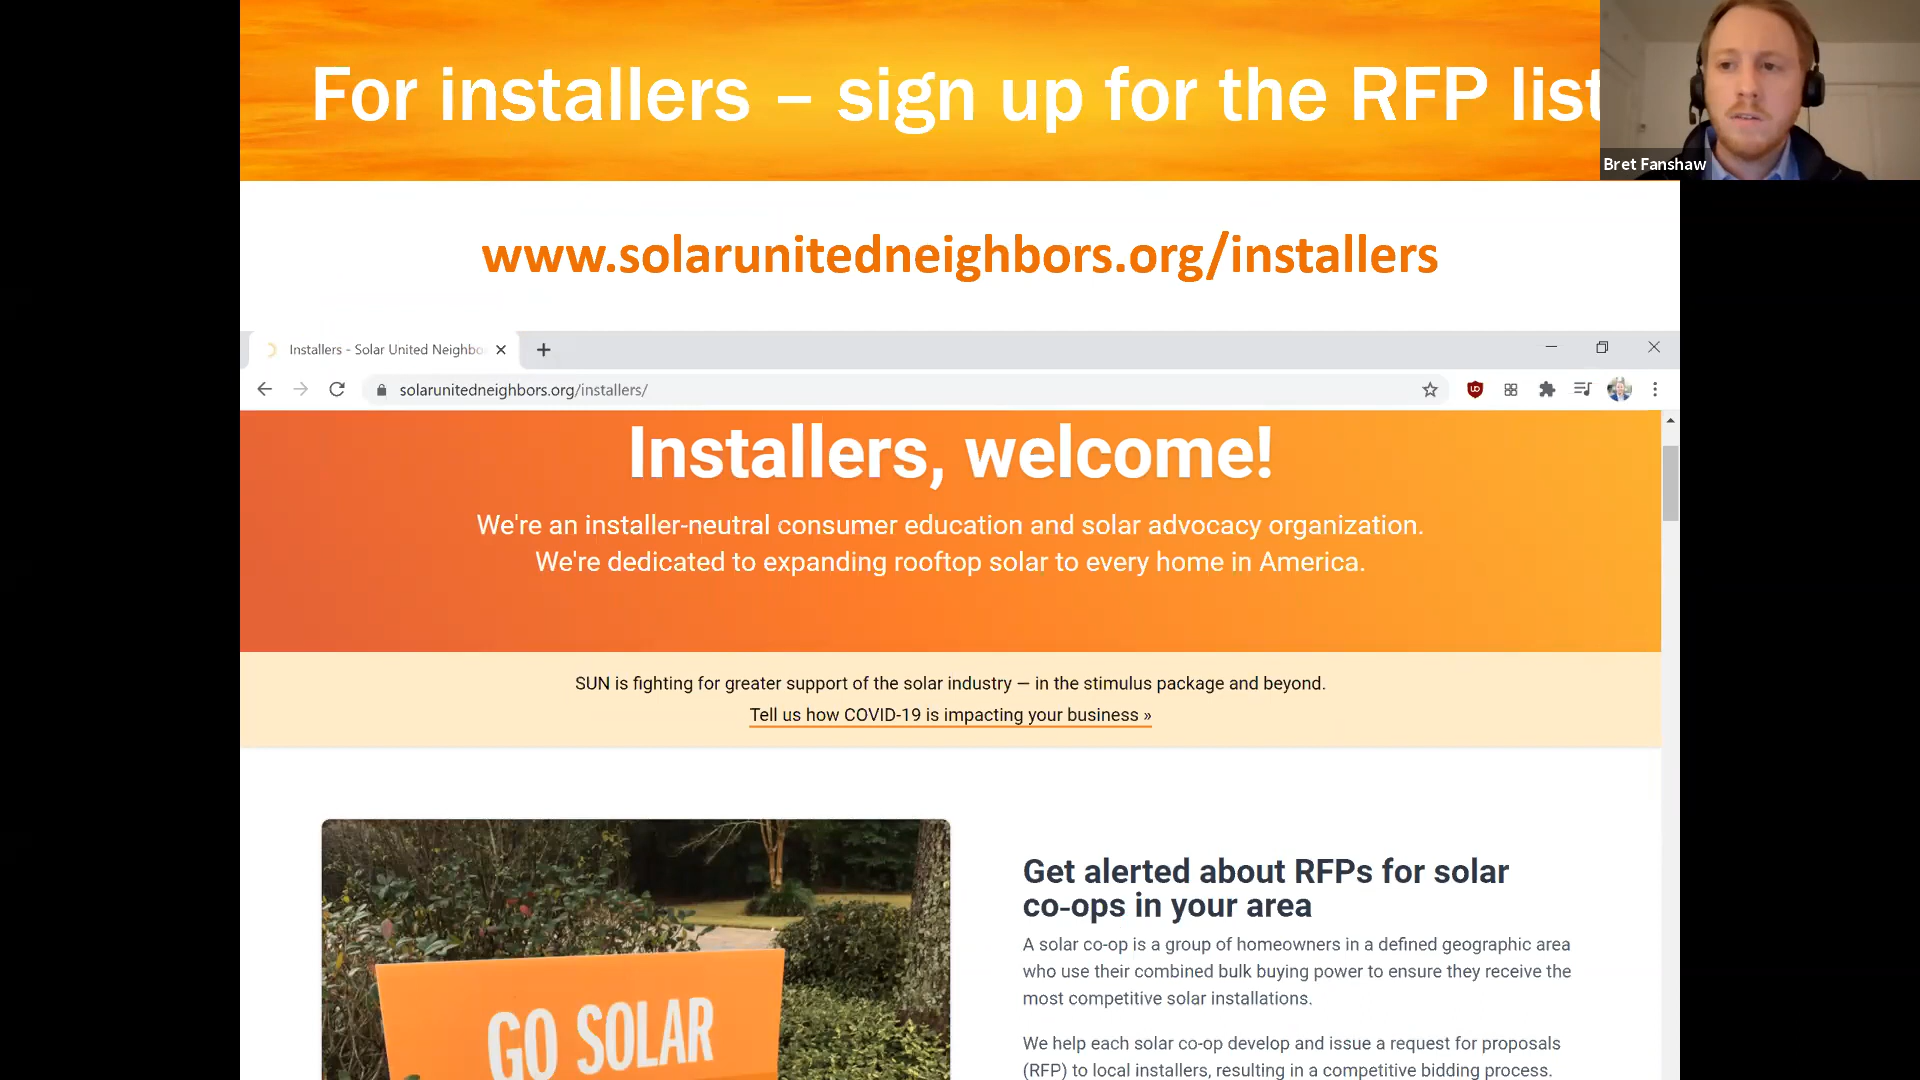 For installers – sign up for the RFP list
Bret Fanshaw
www.solarunitedneighbors.org/installers
Installers - Solar United Neighbo
solarunitedneighbors.org/installers/
Installers, welcome!
We're an installer-neutral consumer education and solar advocacy organization.
We're dedicated to expanding rooftop solar to every home in America.
SUN is fighting for greater support of the solar industry — in the stimulus package and beyond.
Tell us how COVID-19 is impacting your business »
GO SOLAR
Get alerted about RFPs for solar
co-ops in your area
A solar co-op is a group of homeowners in a defined geographic area
who use their combined bulk buying power to ensure they receive the
most competitive solar installations.
We help each solar co-op develop and issue a request for proposals
(RFP) to local installers, resulting in a competitive bidding process.